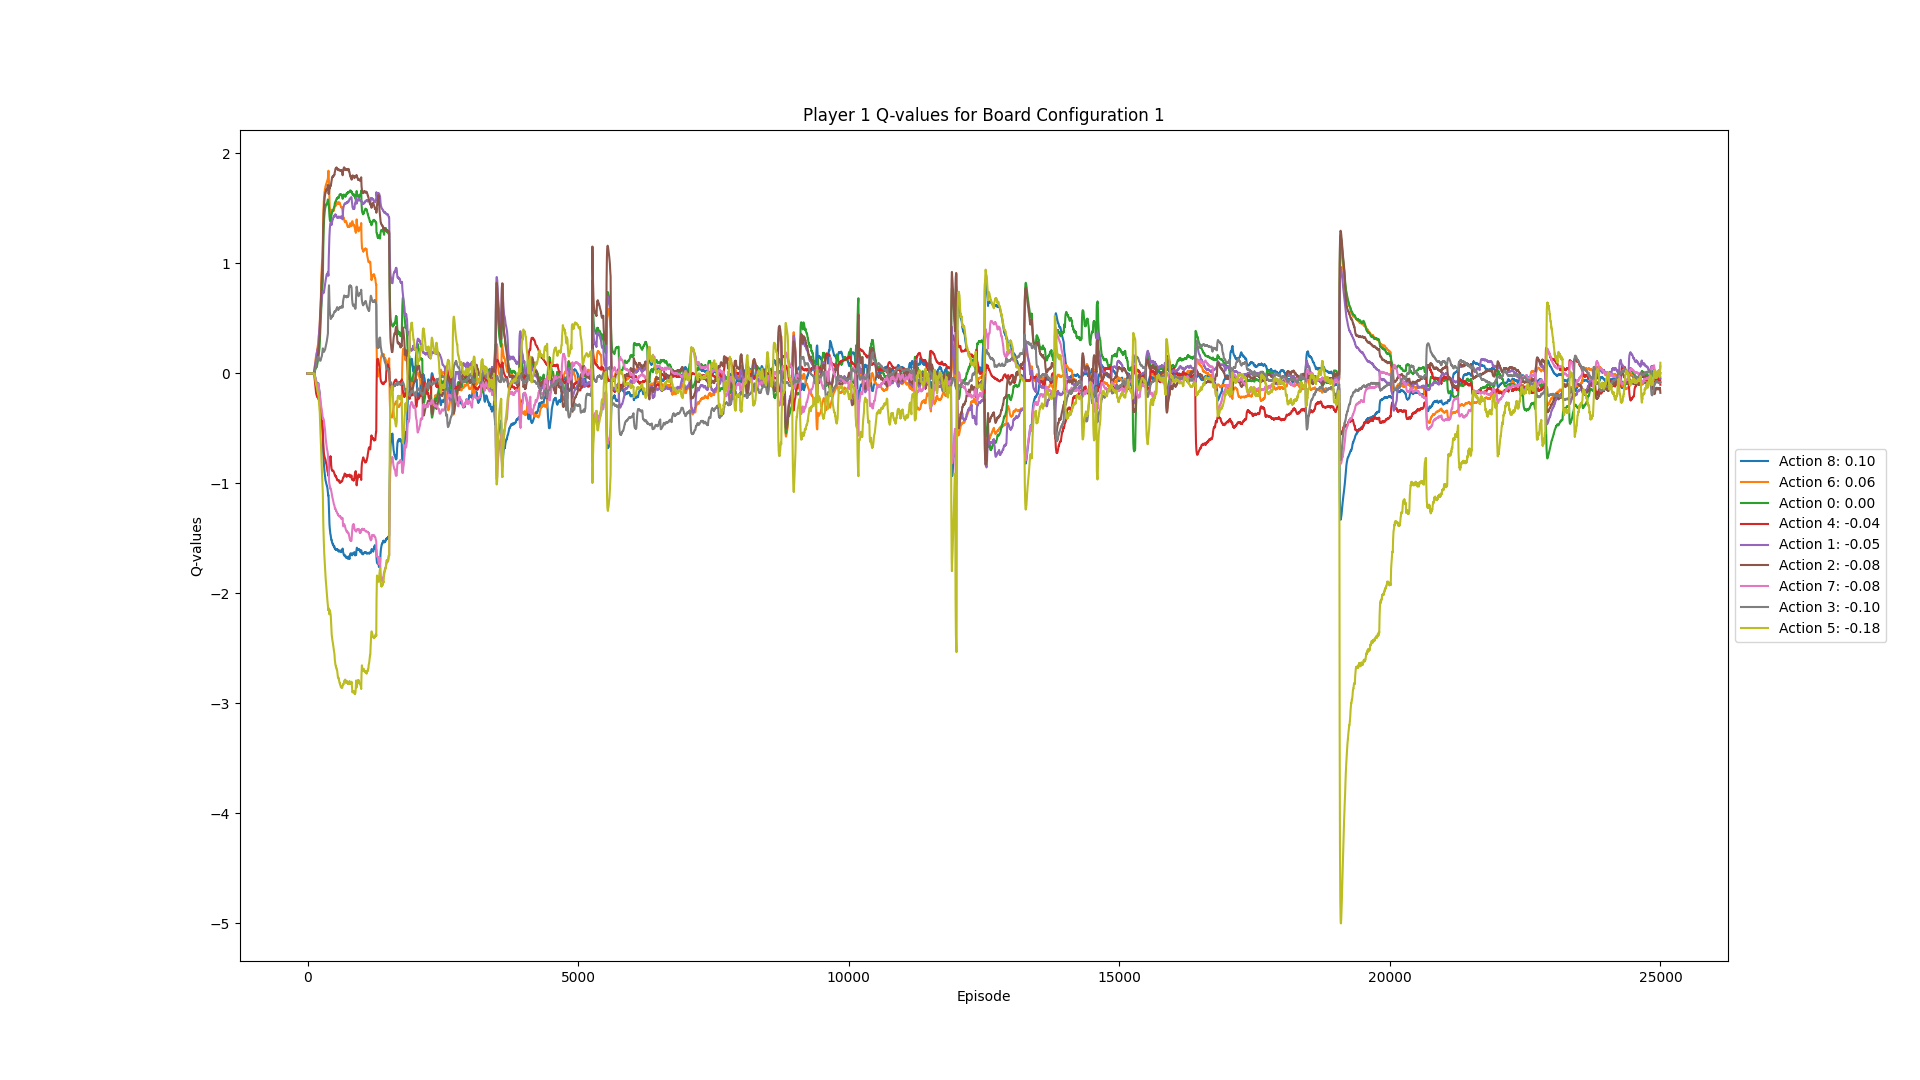 Player 1 Q-values for Board Configuration 1
2
1
0
−1
−2
−3
−4
−5
Q-values
0
5000
10000
15000
20000
25000
Episode
Action 8: 0.10
Action 6: 0.06
Action 0: 0.00
Action 4: -0.04
Action 1: -0.05
Action 2: -0.08
Action 7: -0.08
Action 3: -0.10
Action 5: -0.18